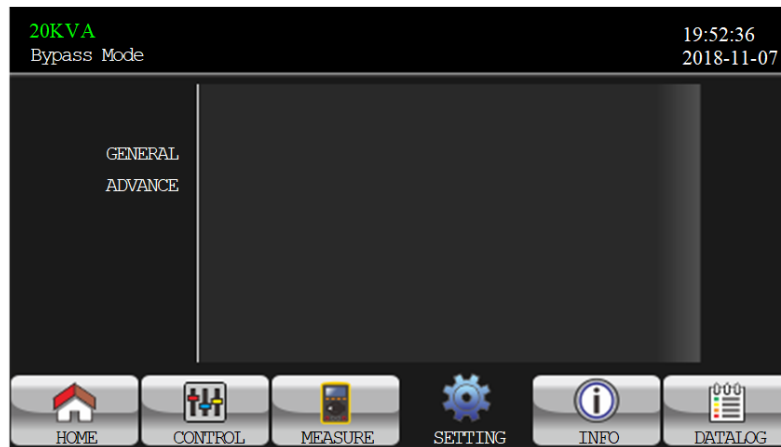 20KVA
Bypass Mode
19:52:36
2018-11-07
GENERAL
ADVANCE
HOME
CONTROL
MEASURE
SETTING
INFO
DATALOG